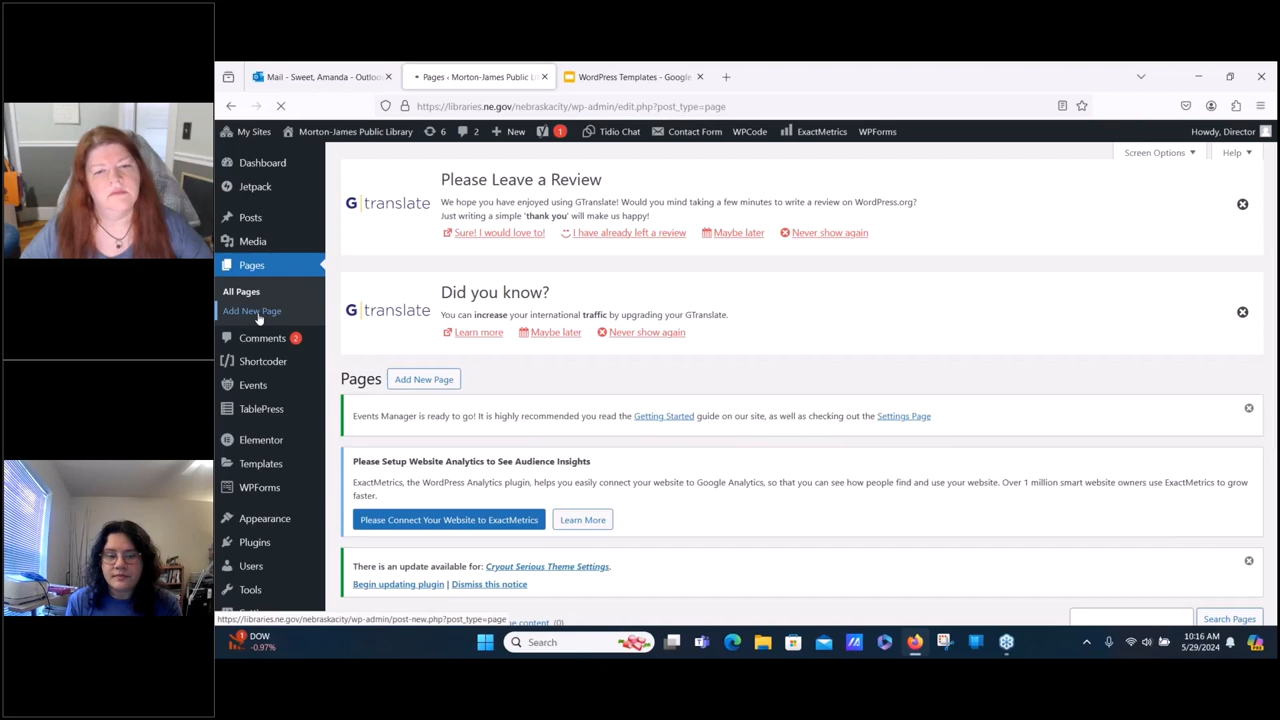 Mail - Sweet, Amanda - Outlook
Pages ‹ Morton-James Public Li
WordPress Templates - Google
https://libraries.ne.gov/nebraskacity/wp-admin/edit.php?post_type=page
My Sites
Morton-James Public Library
6
2
New
1
Tidio Chat
Contact Form
WPCode
ExactMetrics
WPForms
Howdy, Director
Dashboard
Jetpack
Posts
Media
Pages
All Pages
Add New Page
Comments 2
Shortcoder
Events
TablePress
Elementor
Templates
WPForms
Appearance
Plugins
Users
Tools
Screen Options
Help
G|translate
Please Leave a Review
We hope you have enjoyed using GTranslate! Would you mind taking a few minutes to write a review on WordPress.org?
Just writing a simple 'thank you' will make us happy!
Sure! I would love to!
I have already left a review
Maybe later
Never show again
G|translate
Did you know?
You can increase your international traffic by upgrading your GTranslate.
Learn more
Maybe later
Never show again
Pages
Add New Page
Events Manager is ready to go! It is highly recommended you read the Getting Started guide on our site, as well as checking out the Settings Page
Please Setup Website Analytics to See Audience Insights
ExactMetrics, the WordPress Analytics plugin, helps you easily connect your website to Google Analytics, so that you can see how people find and use your website. Over 1 million smart website owners use ExactMetrics to grow
faster.
Please Connect Your Website to ExactMetrics
Learn More
There is an update available for: Cryout Serious Theme Settings.
Begin updating plugin | Dismiss this notice
https://libraries.ne.gov/nebraskacity/wp-admin/post-new.php?post_type=page
content (0)
Search Pages
1
DOW
-0.97%
Search
10:16 AM
5/29/2024